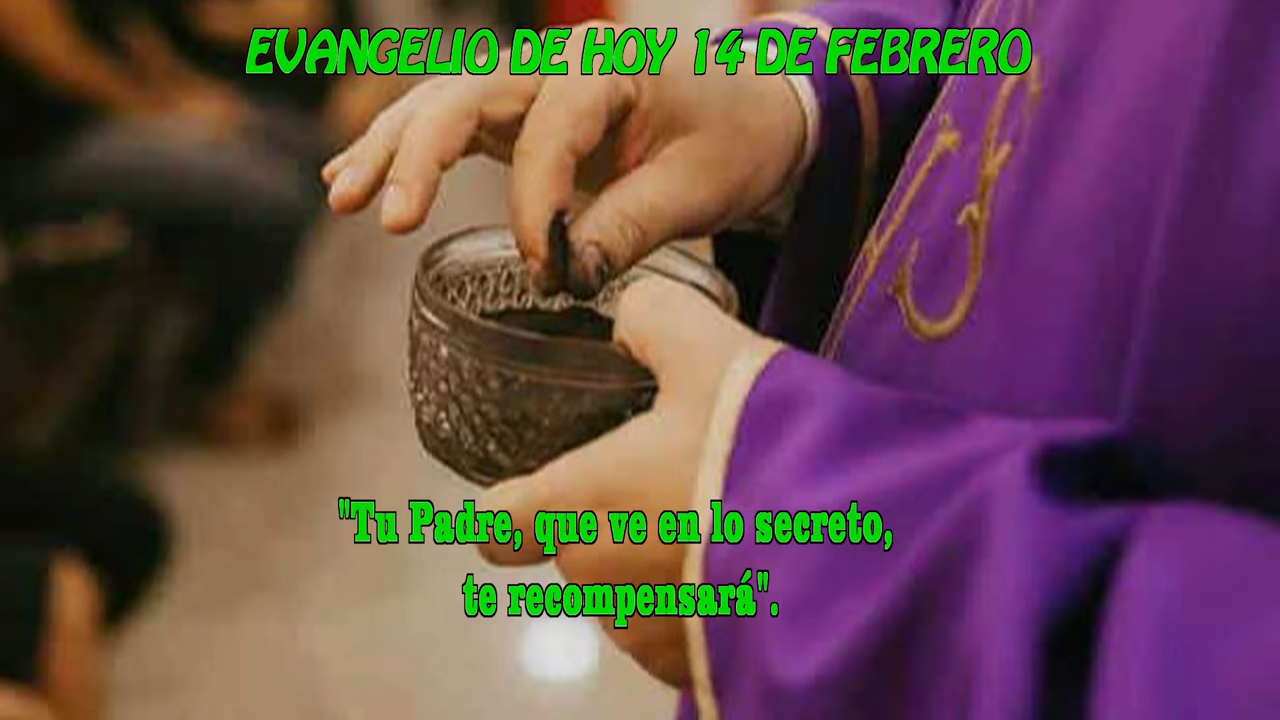 EVANGELIO DE HOY 14 DE FEBRERO
"Tu Padre, que ve en lo secreto,
te recompensará".